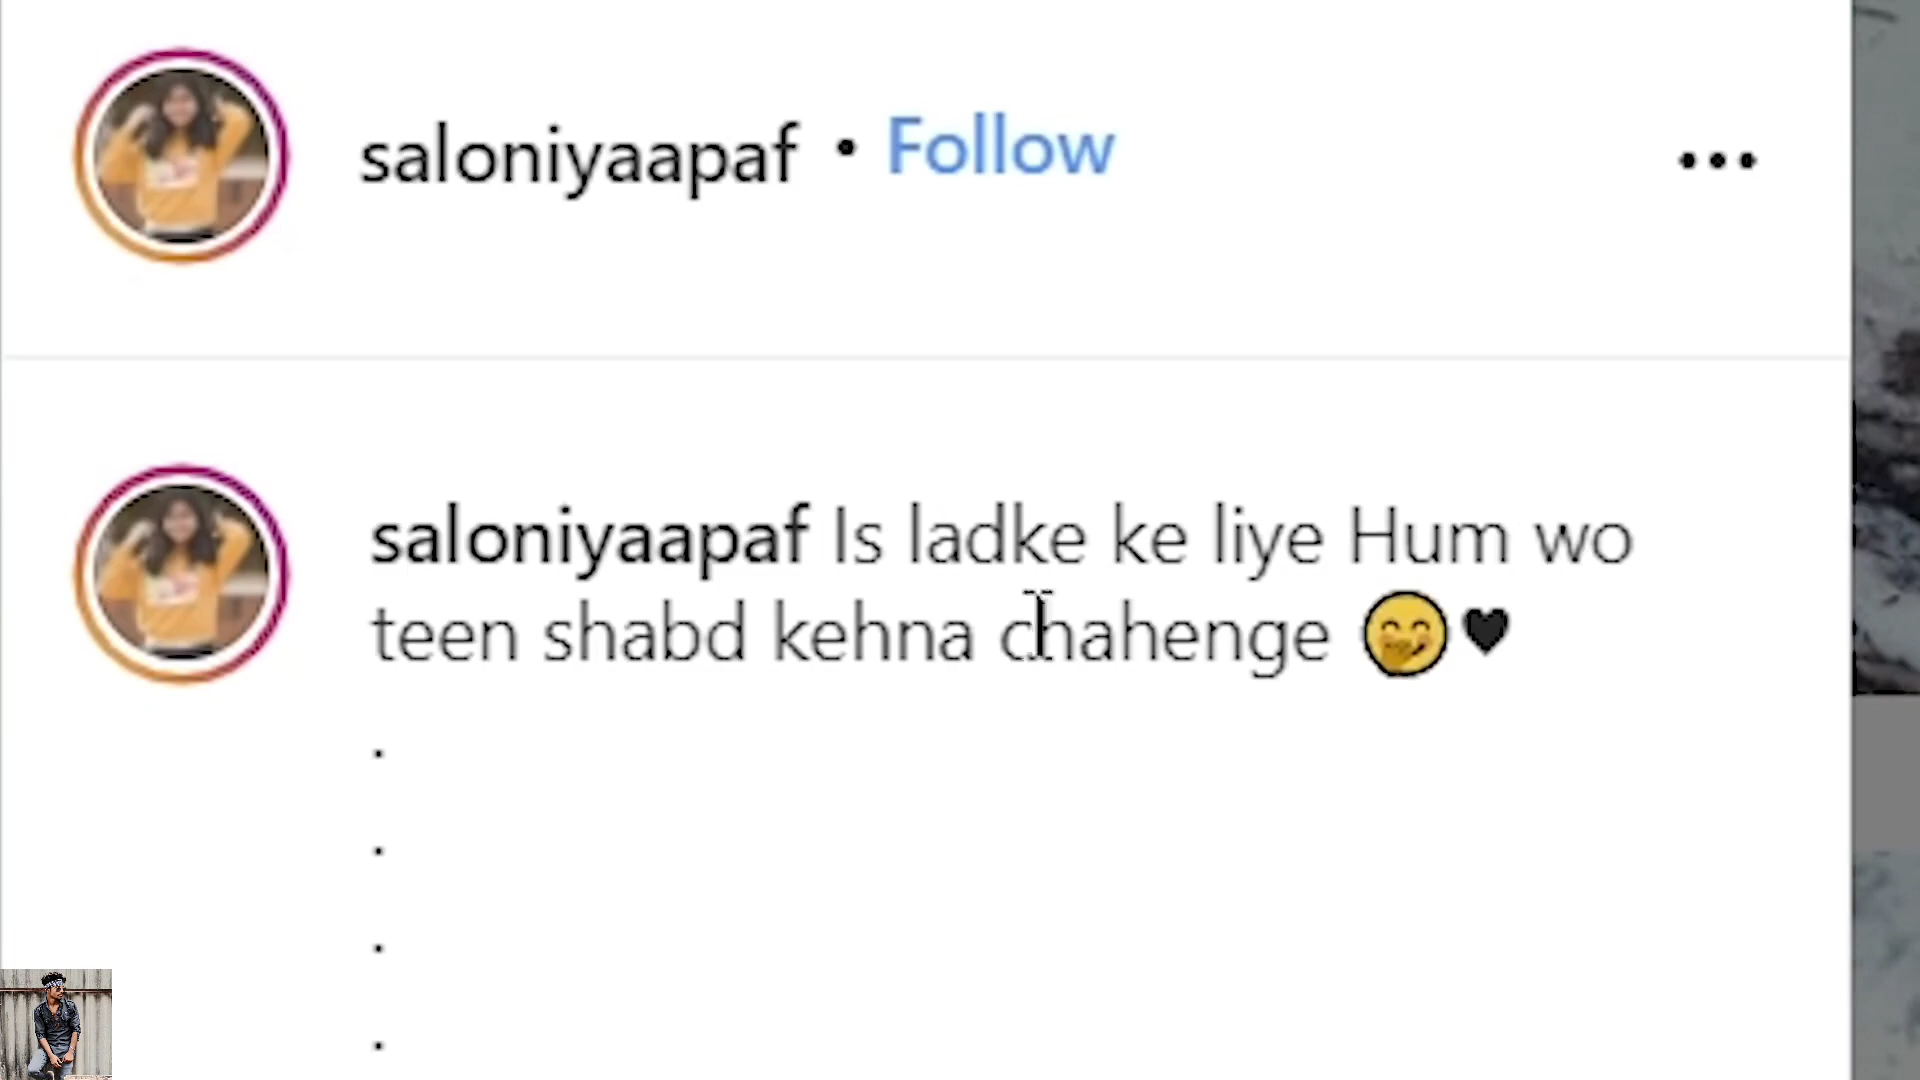 saloniyaapaf • Follow
saloniyaapaf Is ladke ke liye Hum wo
teen shabd kehna chahenge 🤭🖤
.
.
.
.